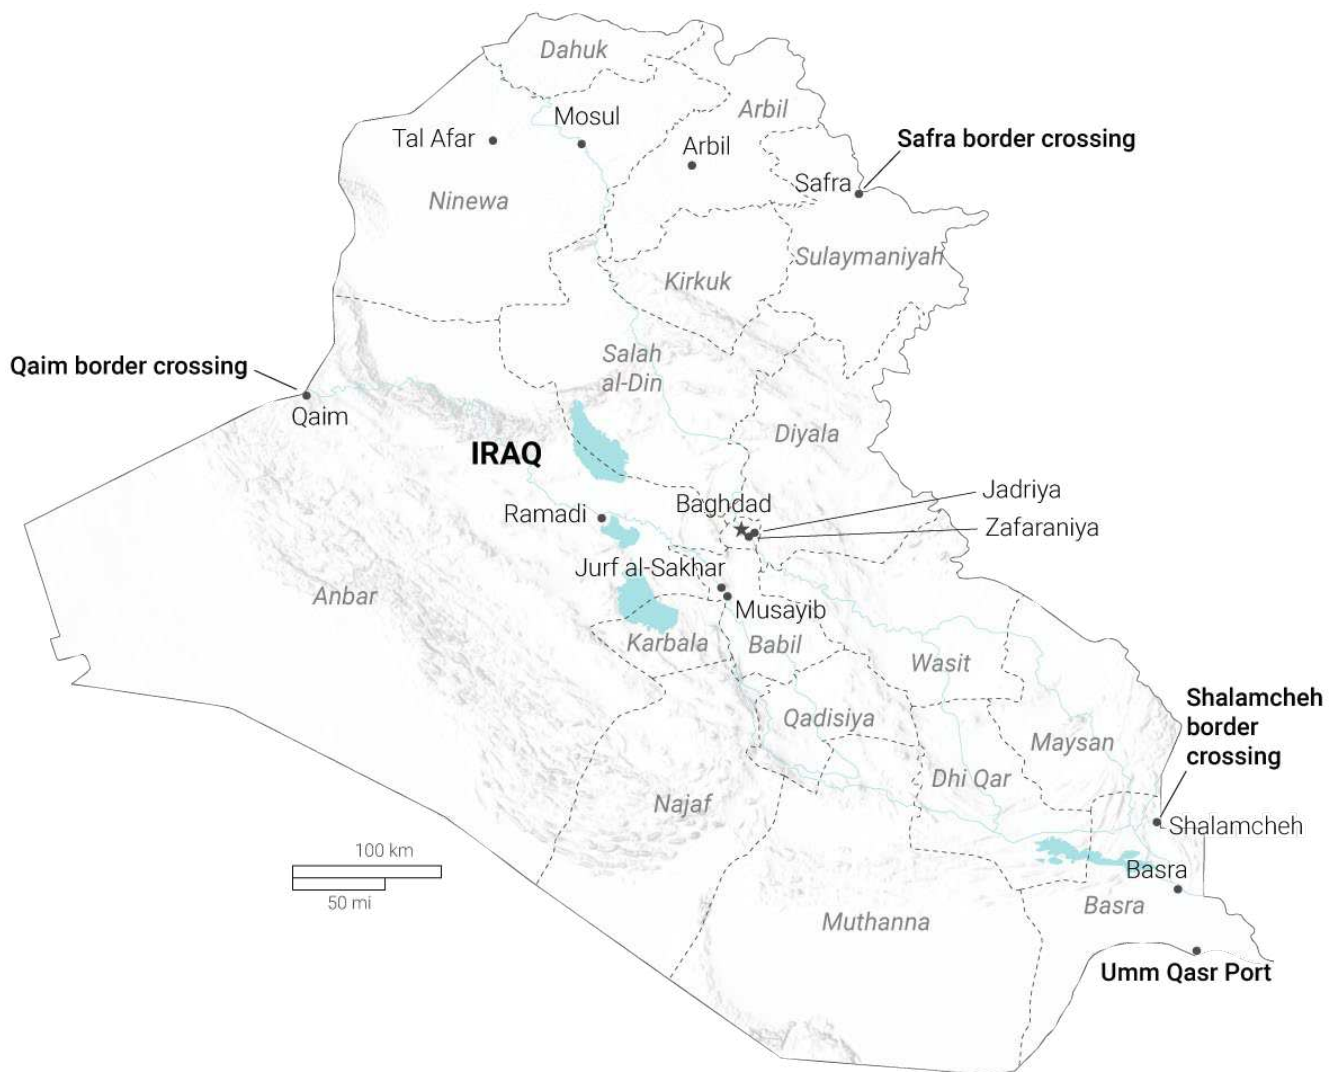 Dahuk
Mosul
Arbil
Tal Afar
Arbil
Safra border crossing
Safra
Ninewa
Sulaymaniyah
Kirkuk
Salah
al-Din
Qaim border crossing
Qaim
Diyala
IRAQ
Jadriya
Baghdad
Ramadi
Zafaraniya
Jurf al-Sakhar
Anbar
Musayib
Karbala
Babil
Wasit
Shalamcheh
border
crossing
Qadisiya
Maysan
Dhi Qar
Najaf
Shalamcheh
100 km
50 mi
Basra
Basra
Muthanna
Umm Qasr Port